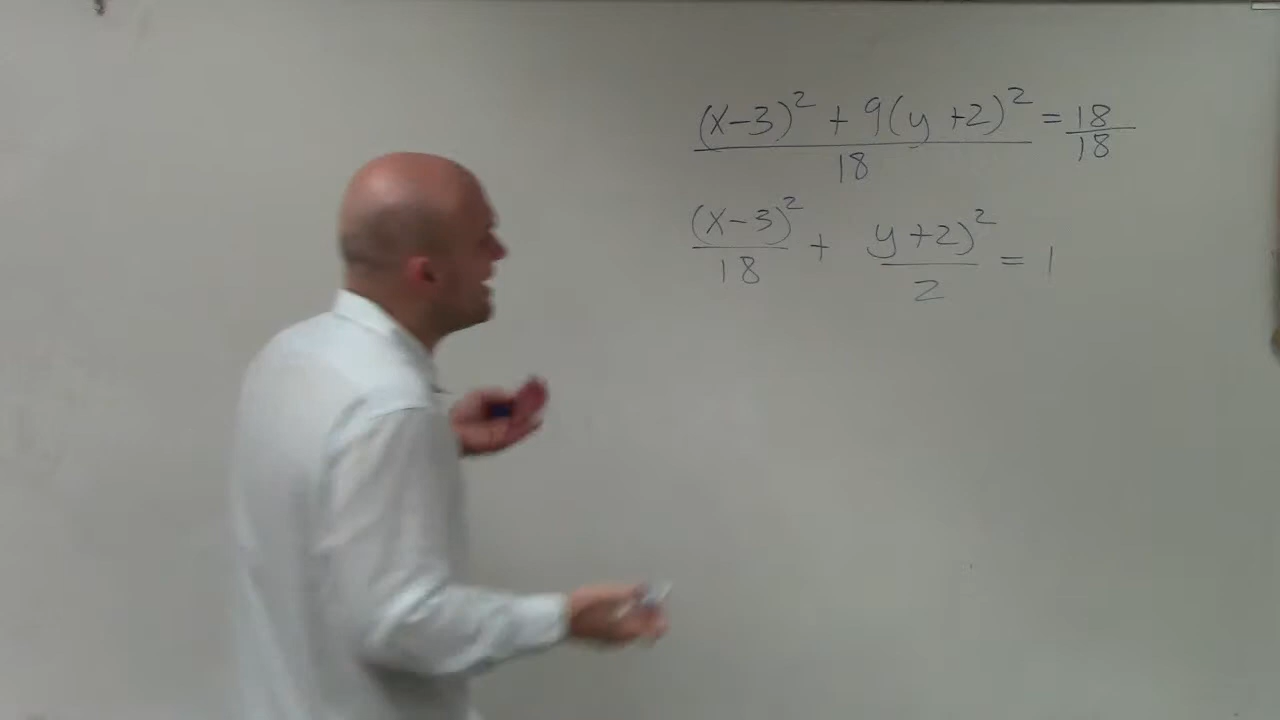 (x-3)² + 9(y+2)² = 18
18 18
(x-3)² + y+2)² = 1
18 2